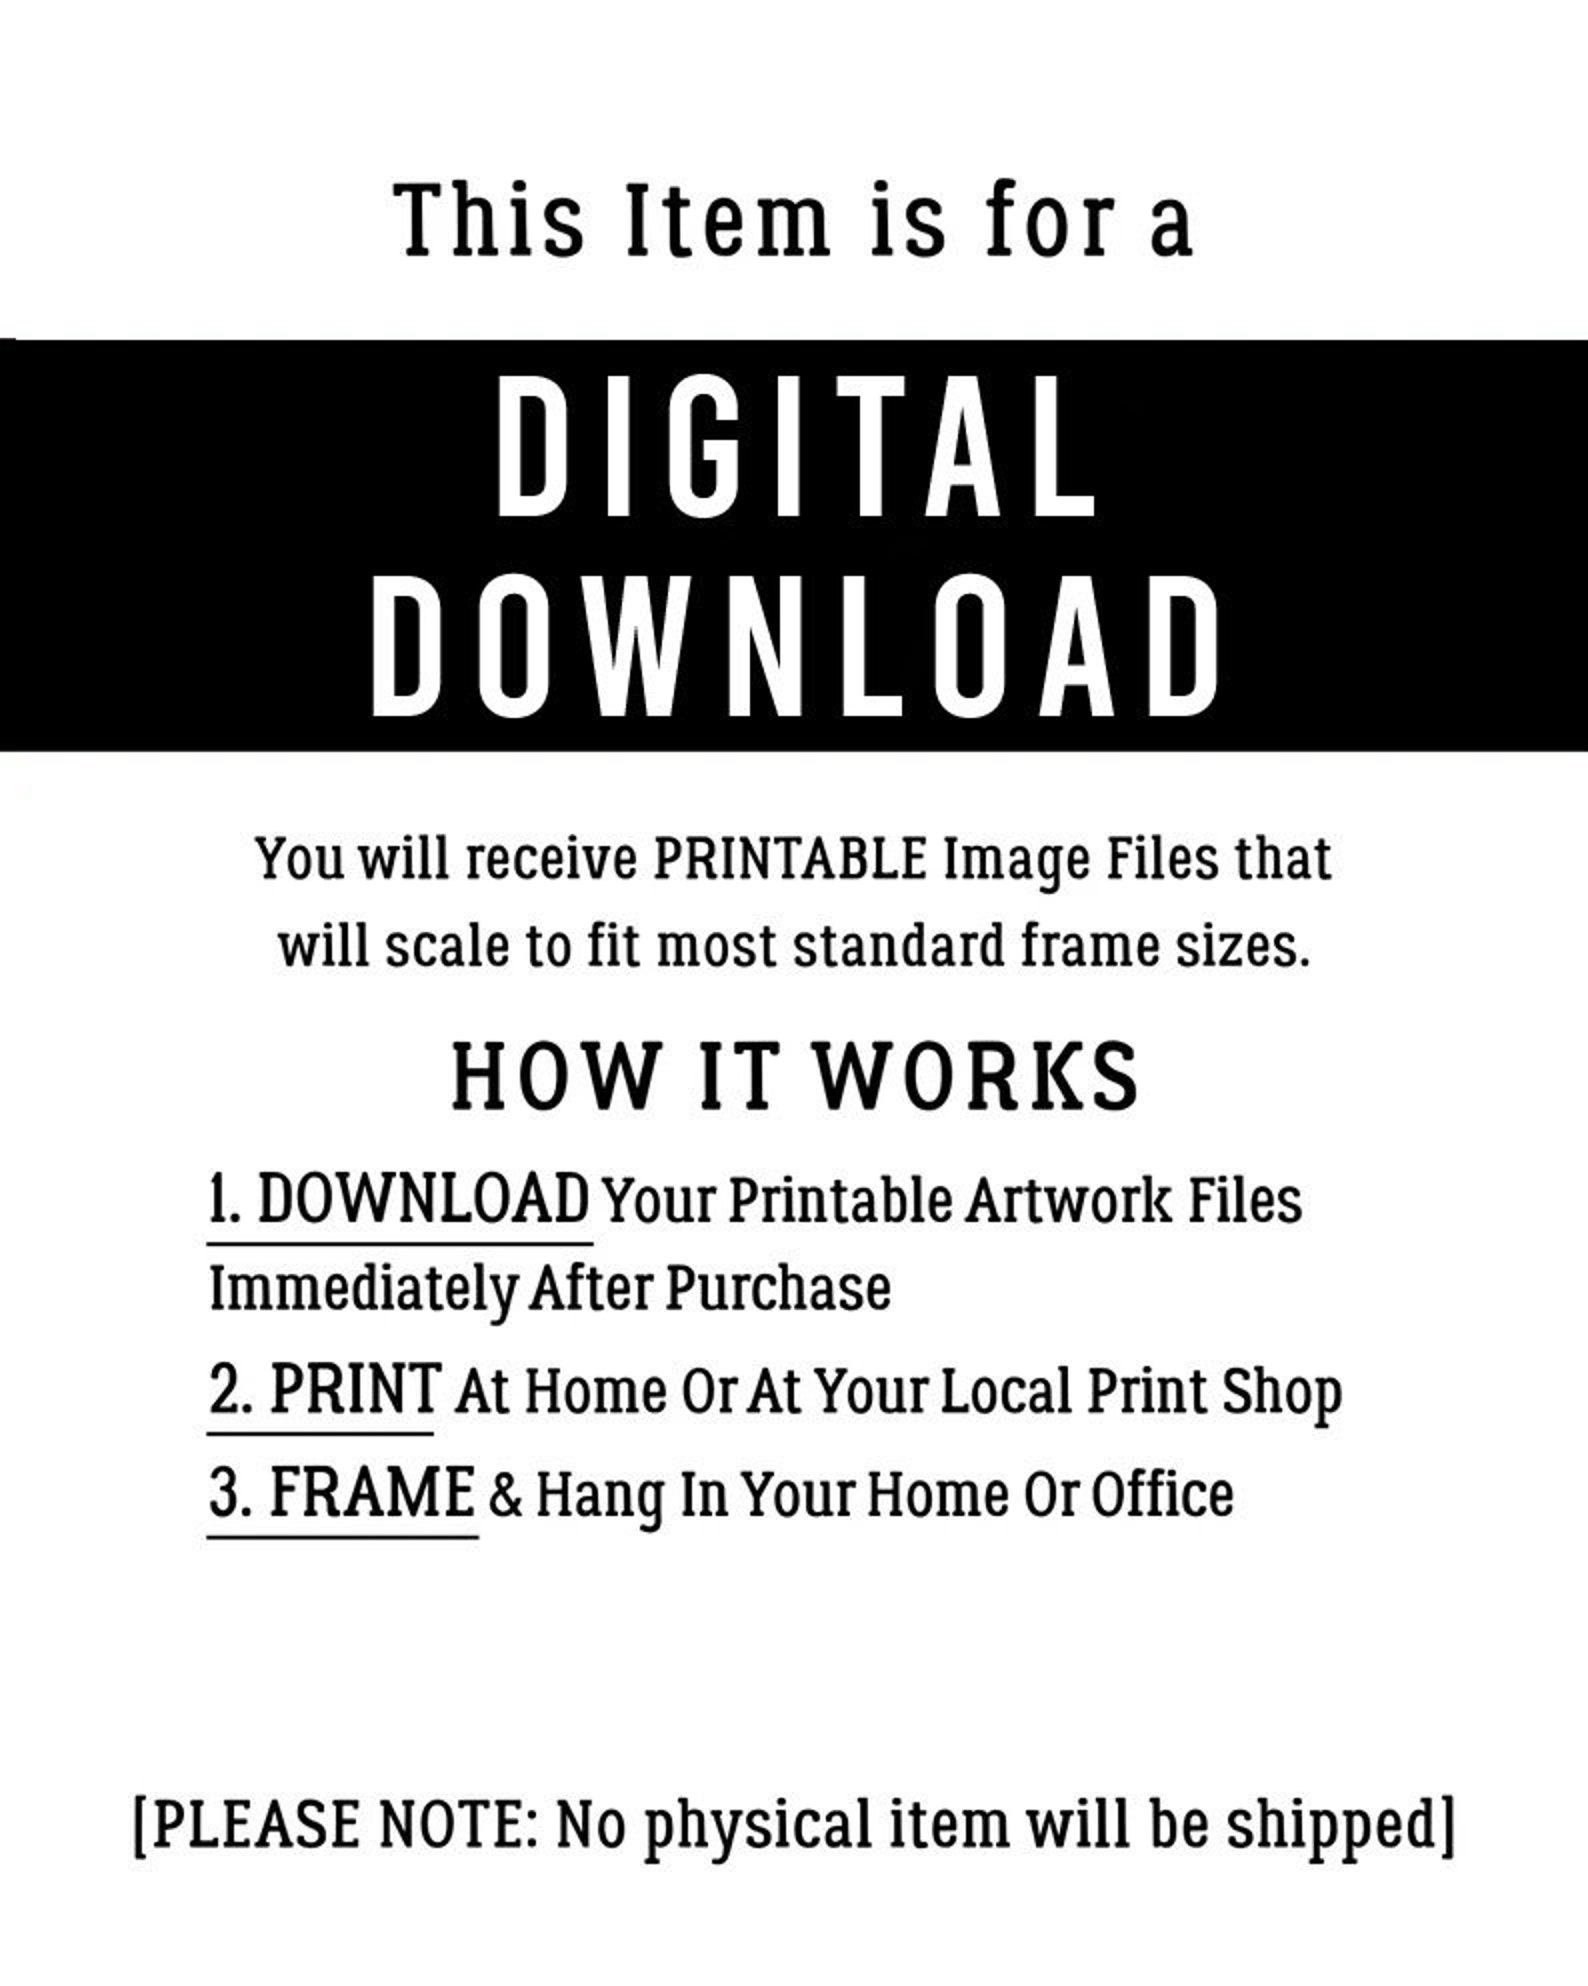 This Item is for a
DIGITAL
DOWNLOAD
You will receive PRINTABLE Image Files that
will scale to fit most standard frame sizes.
HOW IT WORKS
1. DOWNLOAD Your Printable Artwork Files
Immediately After Purchase
2. PRINT At Home Or At Your Local Print Shop
3. FRAME & Hang In Your Home Or Office
[PLEASE NOTE: No physical item will be shipped]